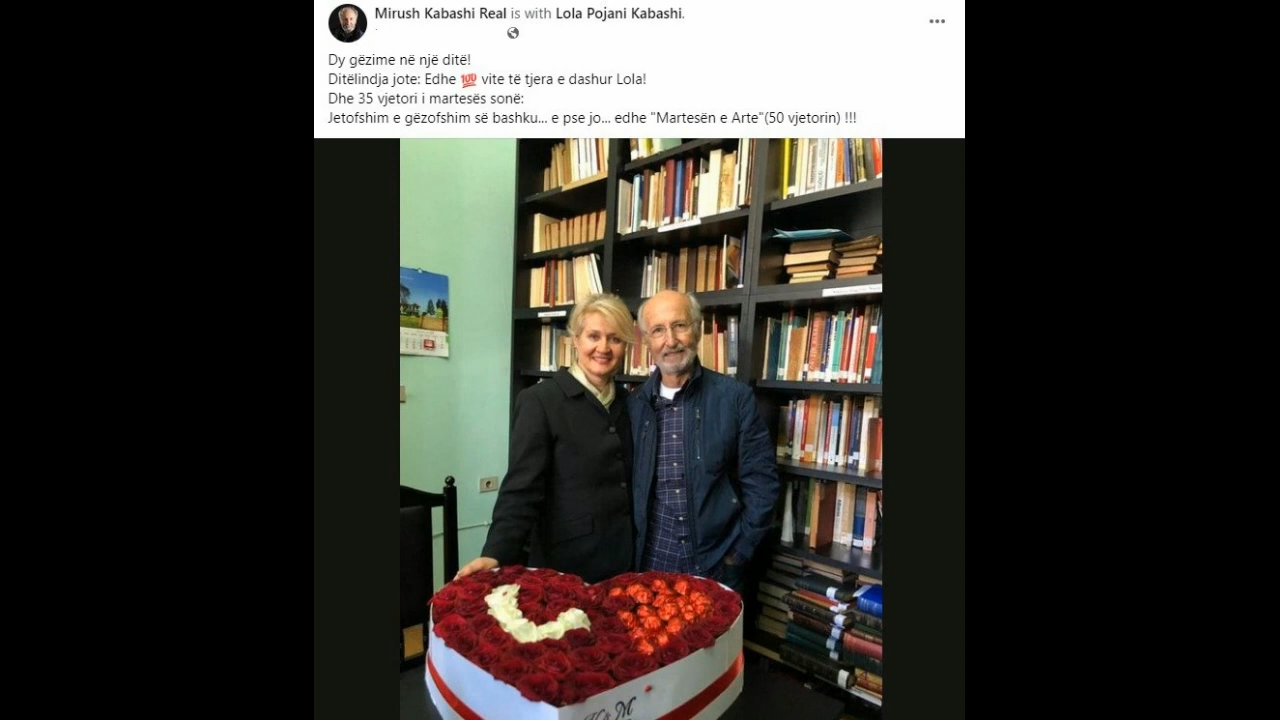 Mirush Kabashi Real is with Lola Pojani Kabashi.
Dy gëzime në një ditë!
Ditëlindja jote: Edhe 💯 vite të tjera e dashur Lola!
Dhe 35 vjetori i martesës sonë:
Jetofshim e gëzofshim së bashku... e pse jo... edhe "Martesën e Arte"(50 vjetorin) !!!